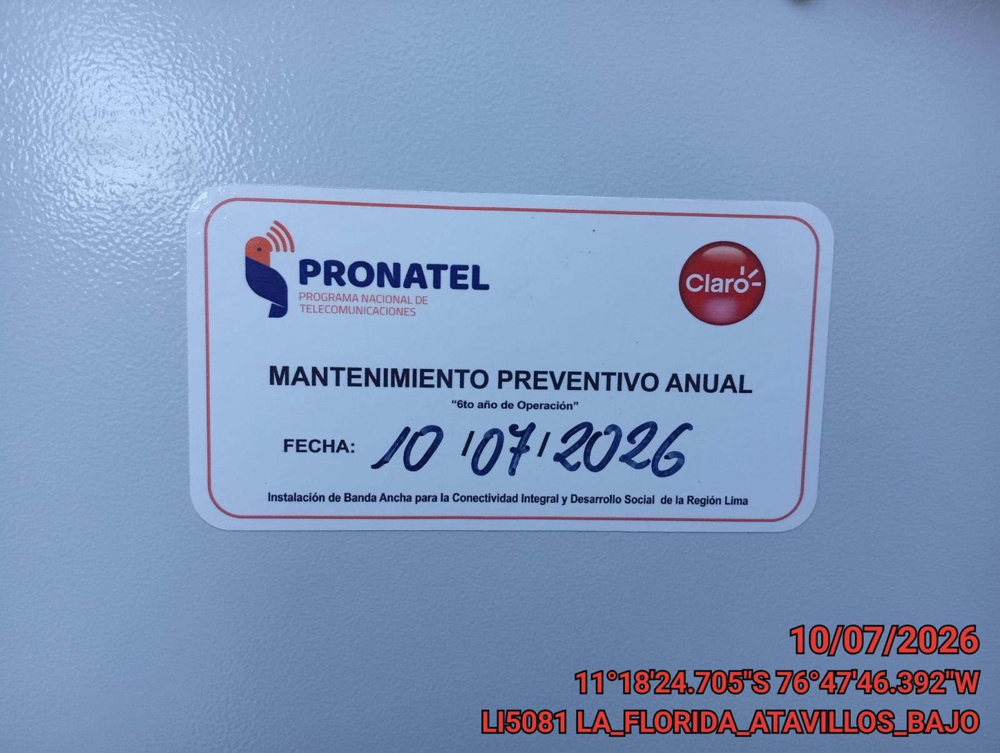 PRONATEL
PROGRAMA NACIONAL DE
TELECOMUNICACIONES
Claro
MANTENIMIENTO PREVENTIVO ANUAL
“6to año de Operación”
FECHA: 10 /07/ 2026
Instalación de Banda Ancha para la Conectividad Integral y Desarrollo Social de la Región Lima
10/07/2026
11°18'24.705"S 76°47'46.392"W
LI5081 LA_FLORIDA_ATAVILLOS_BAJO